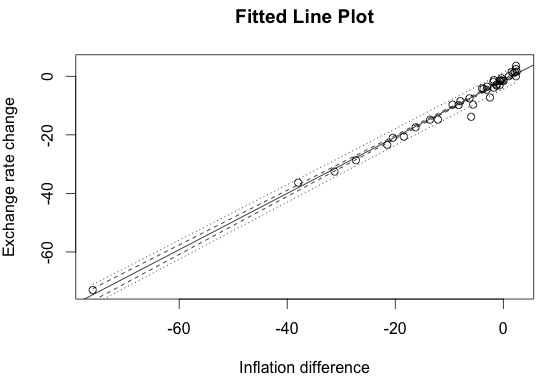 Fitted Line Plot
Exchange rate change
0
-20
-40
-60
-60 -40 -20 0
Inflation difference